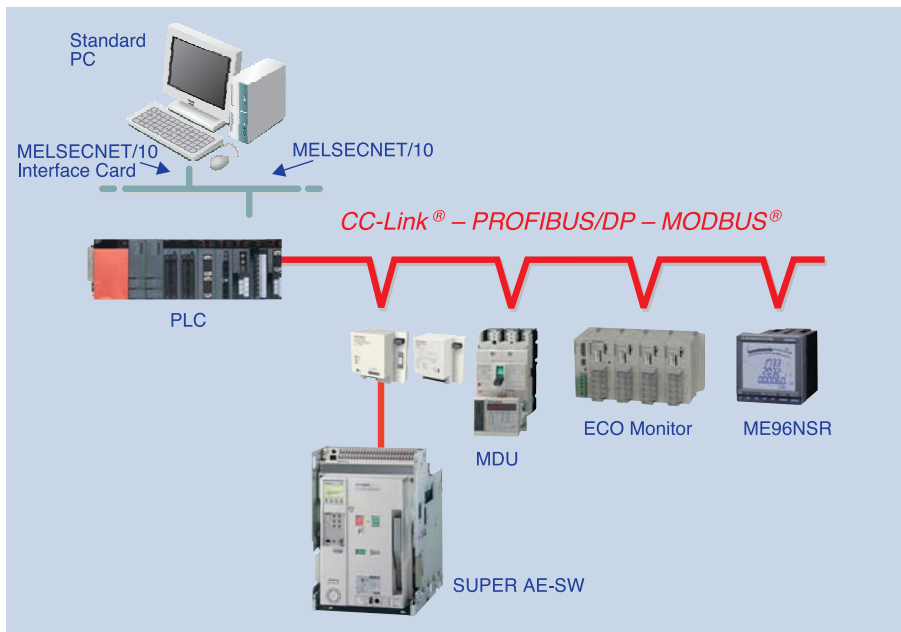 Standard
PC
MELSECNET/10
Interface Card
MELSECNET/10
CC-Link® – PROFIBUS/DP – MODBUS®
PLC
MDU
ECO Monitor
ME96NSR
SUPER AE-SW